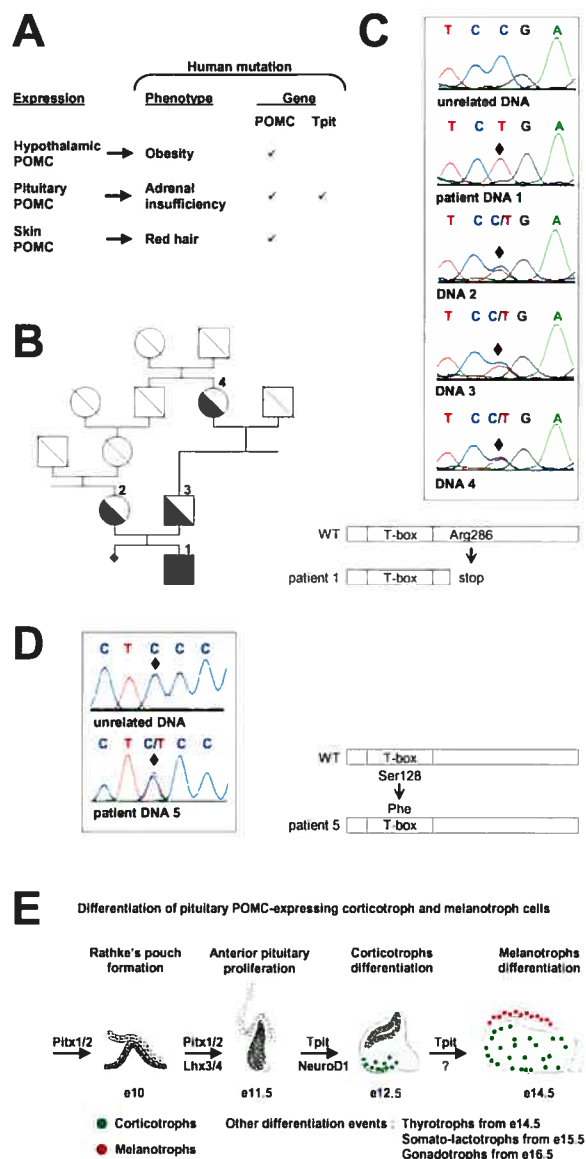 A
Human mutation
Expression Phenotype Gene
POMC Tpit
Hypothalamic POMC → Obesity ✓
Pituitary POMC → Adrenal insufficiency ✓ ✓
Skin POMC → Red hair ✓
B
4
2
3
1
C
T C C G A
unrelated DNA
T C T G A
patient DNA 1
T C C/T G A
DNA 2
T C C/T G A
DNA 3
T C C/T G A
DNA 4
WT T-box Arg286
patient 1 T-box stop
D
C T C C C
unrelated DNA
C T C/T C C
patient DNA 5
WT T-box
Ser128
Phe
patient 5 T-box
E
Differentiation of pituitary POMC-expressing corticotroph and melanotroph cells
Rathke's pouch formation
Anterior pituitary proliferation
Corticotrophs differentiation
Melanotrophs differentiation
Pitx1/2
Pitx1/2
Lhx3/4
Tpit
NeuroD1
Tpit
?
e10 e11.5 e12.5 e14.5
Corticotrophs
Melanotrophs
Other differentiation events : Thyrotrophs from e14.5
Somato-lactotrophs from e15.5
Gonadotrophs from e16.5